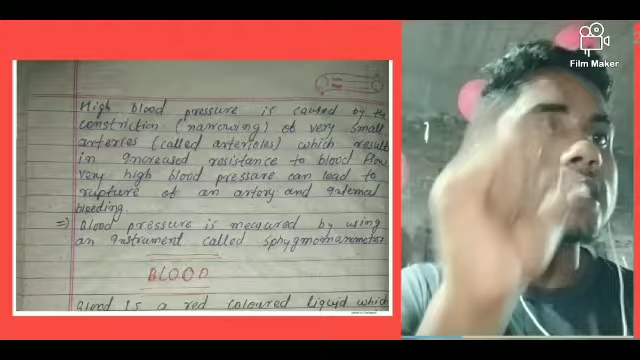 Film Maker
High blood pressure is caused by the
constriction (narrowing) of very small
arteries (called arterioles) which result
in increased resistance to blood flow
very high blood pressure can lead to
rupture of an artery and internal
bleeding.
=) Blood pressure is measured by using
an instrument called sphygmomanometer
BLOOD
Blood is a red coloured liquid which